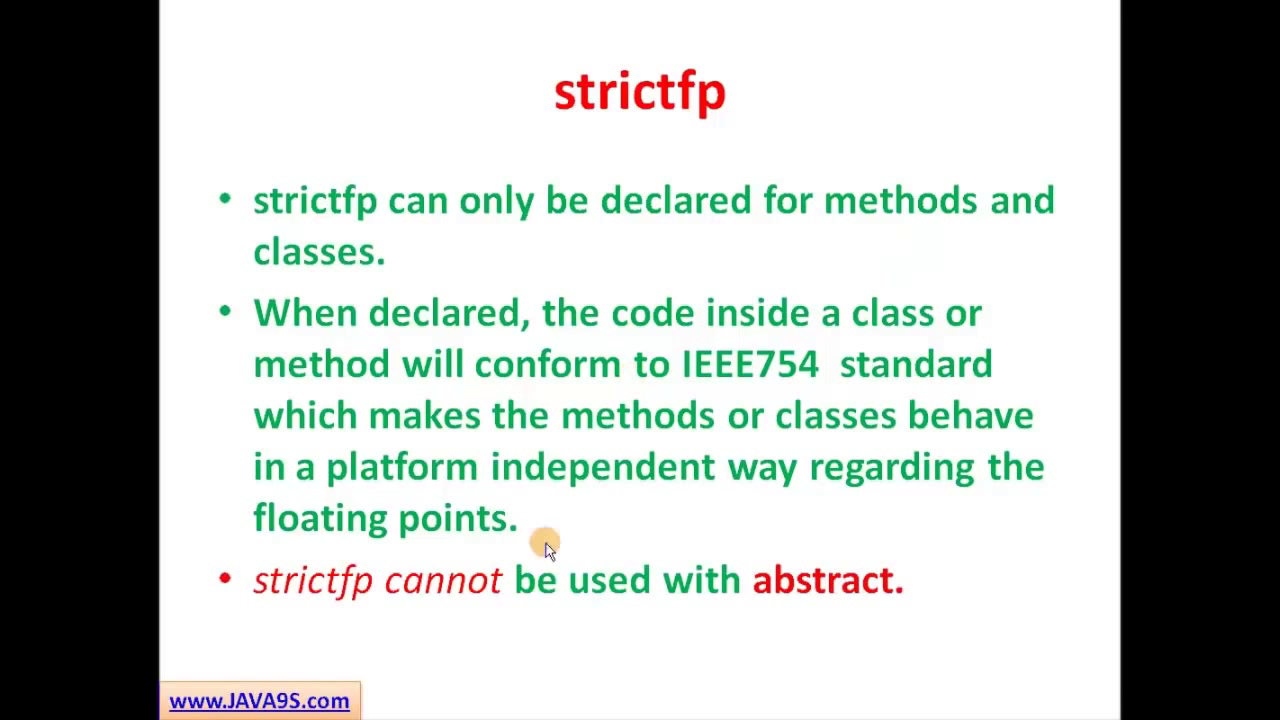 strictfp
• strictfp can only be declared for methods and
classes.
• When declared, the code inside a class or
method will conform to IEEE754 standard
which makes the methods or classes behave
in a platform independent way regarding the
floating points.
• strictfp cannot be used with abstract.
www.JAVA9S.com